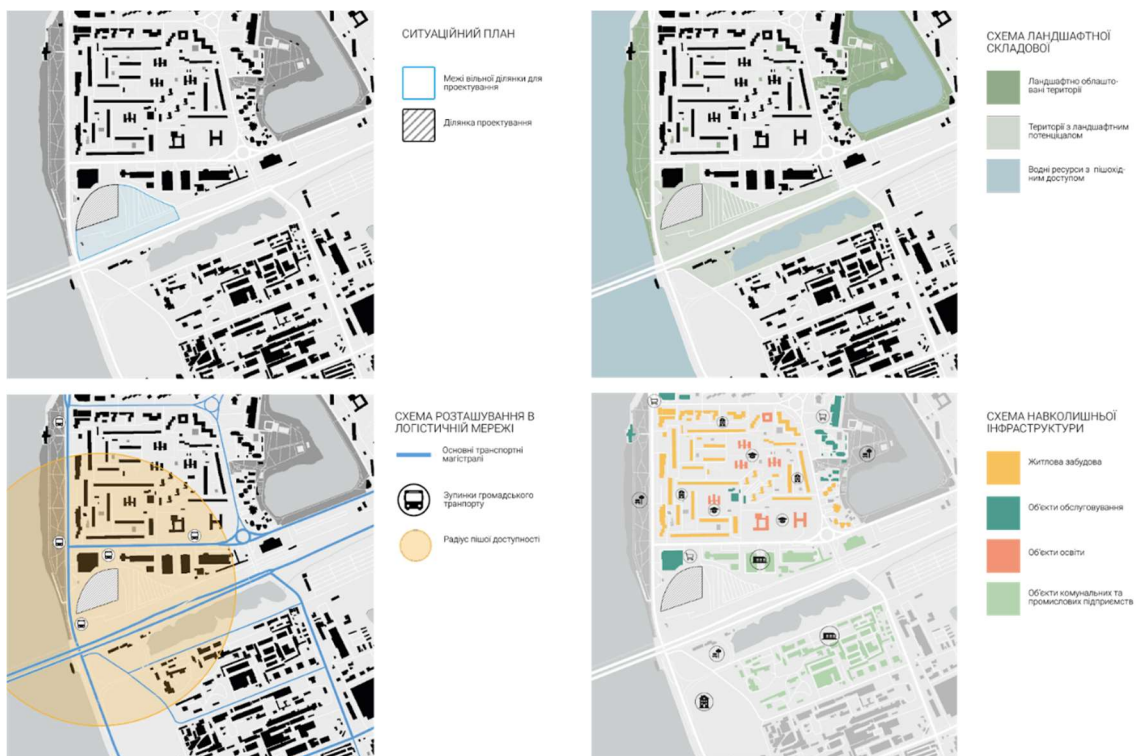 СИТУАЦІЙНИЙ ПЛАН
Межі вільної ділянки для
проектування
Ділянка проектування
СХЕМА ЛАНДШАФТНОЇ
СКЛАДОВОЇ
Ландшафтно облашто-
вані території
Території з ландшафтним
потенціцалом
Водні ресурси з пішохід-
ним доступом
СХЕМА РОЗТАШУВАННЯ В
ЛОГІСТИЧНІЙ МЕРЕЖІ
Основні транспортні
магістралі
Зупинки громадського
транпорту
Радіус пішої доступності
СХЕМА НАВКОЛИШНЬОЇ
ІНФРАСТРУКТУРИ
Житлова забудова
Об'єкти обслуговування
Об'єкти освіти
Об'єкти комунальних та
промислових підприємств